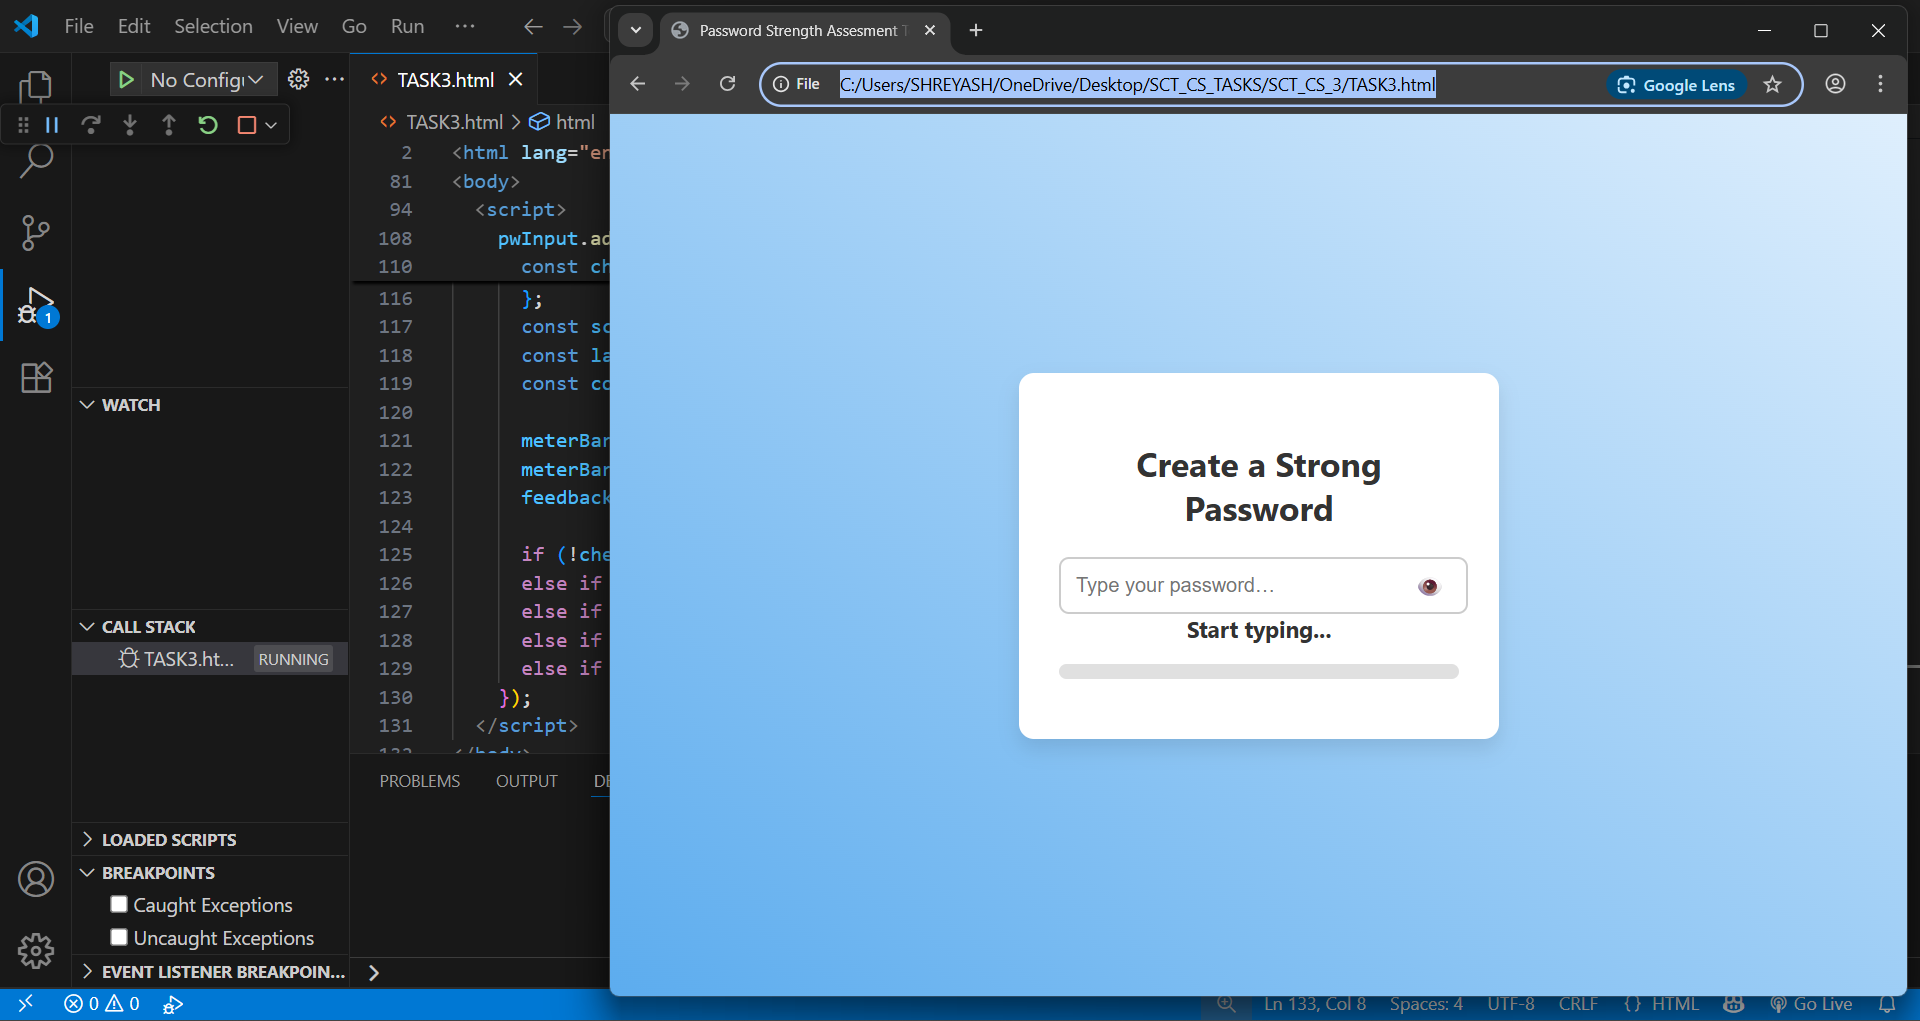 File Edit Selection View Go Run ...
No Config
TASK3.html
TASK3.html > html
2 <html lang="en
81 <body>
94 <script>
108 pwInput.ad
110 const ch
116 };
117 const sc
118 const la
119 const co
120
121 meterBar
122 meterBar
123 feedback
124
125 if (!che
126 else if
127 else if
128 else if
129 else if
130 });
131 </script>
132 </body>
WATCH
CALL STACK
TASK3.ht... RUNNING
LOADED SCRIPTS
BREAKPOINTS
Caught Exceptions
Uncaught Exceptions
EVENT LISTENER BREAKPOIN...
1
PROBLEMS OUTPUT DE
0 0
Password Strength Assesment T
File C:/Users/SHREYASH/OneDrive/Desktop/SCT_CS_TASKS/SCT_CS_3/TASK3.html Google Lens
Create a Strong
Password
Type your password...
Start typing...
Ln 133, Col 8 Spaces: 4 UTF-8 CRLF {} HTML Go Live